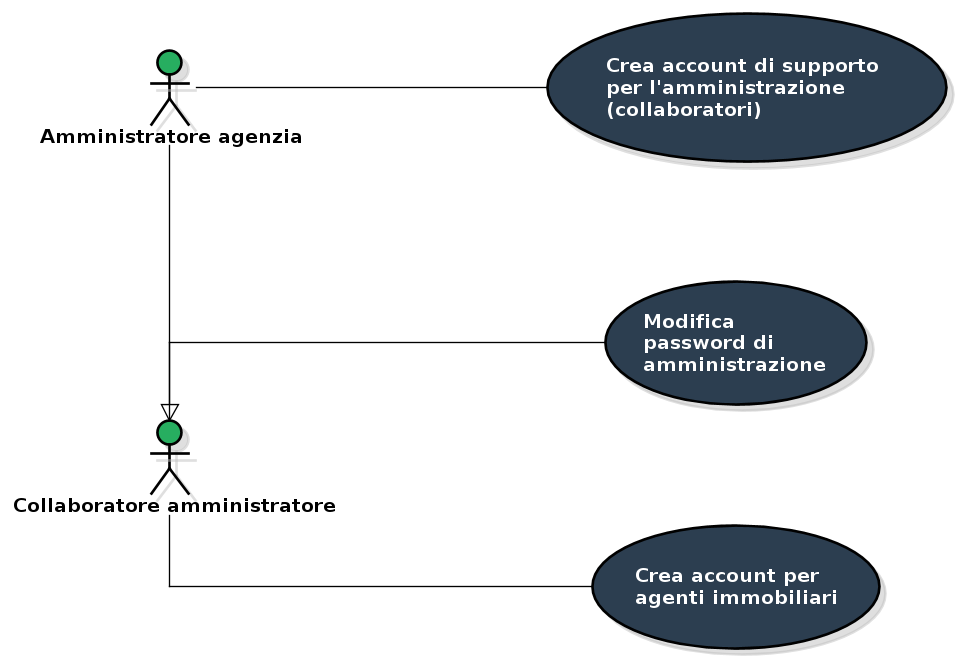 Crea account di supporto
per l'amministrazione
(collaboratori)
Amministratore agenzia
Modifica
password di
amministrazione
Collaboratore amministratore
Crea account per
agenti immobiliari